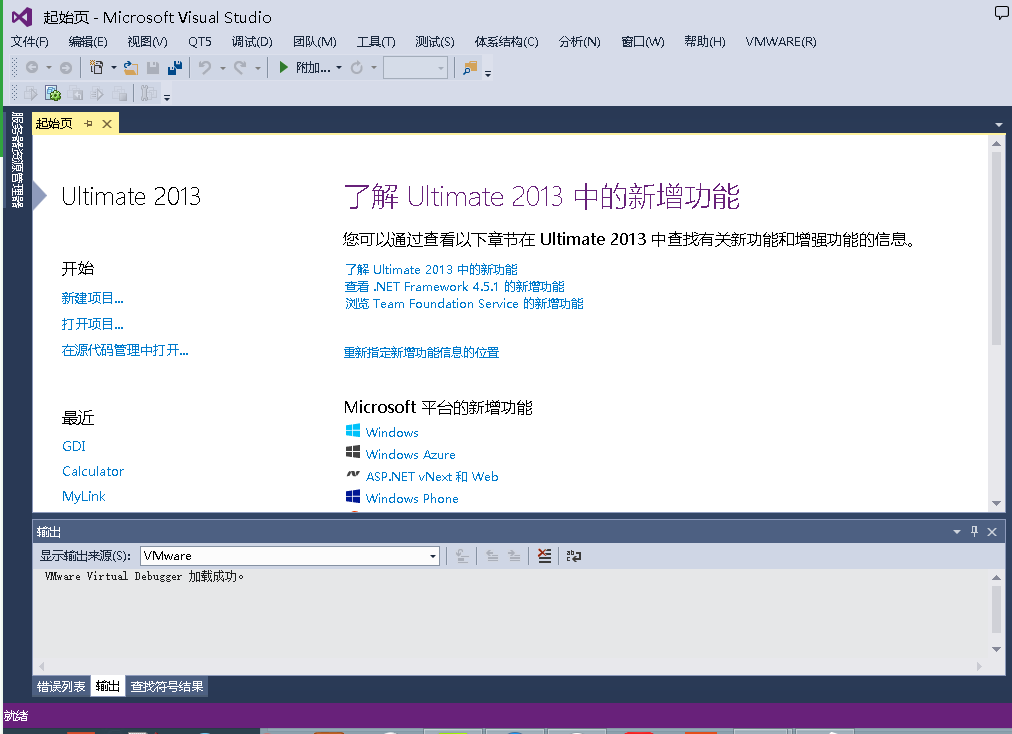 起始页 - Microsoft Visual Studio
文件(F) 编辑(E) 视图(V) QT5 调试(D) 团队(M) 工具(T) 测试(S) 体系结构(C) 分析(N) 窗口(W) 帮助(H) VMWARE(R)
附加...
服务器资源管理器
起始页
Ultimate 2013
开始
新建项目...
打开项目...
在源代码管理中打开...
最近
GDI
Calculator
MyLink
了解 Ultimate 2013 中的新增功能
您可以通过查看以下章节在 Ultimate 2013 中查找有关新功能和增强功能的信息。
了解 Ultimate 2013 中的新功能
查看 .NET Framework 4.5.1 的新增功能
浏览 Team Foundation Service 的新增功能
重新指定新增功能信息的位置
Microsoft 平台的新增功能
Windows
Windows Azure
ASP.NET vNext 和 Web
Windows Phone
输出
显示输出来源(S): VMware
VMware Virtual Debugger 加载成功。
错误列表 输出 查找符号结果
就绪